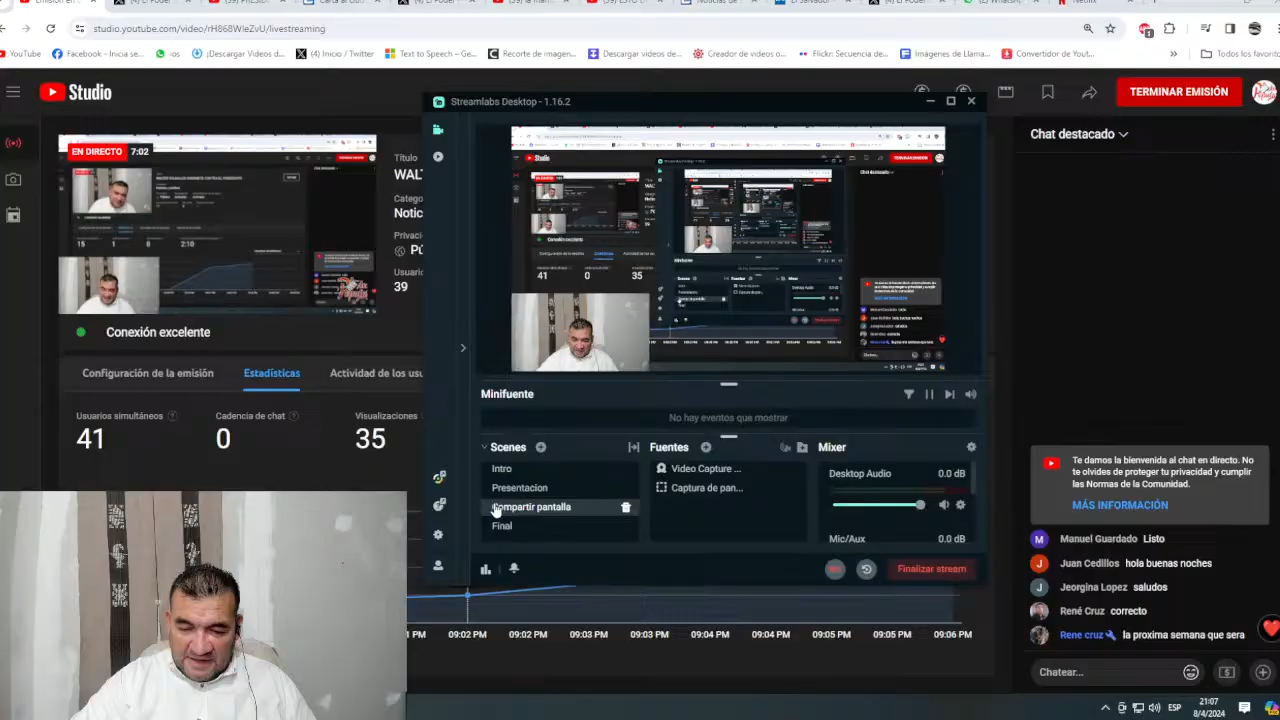 studio.youtube.com/video/rH868WIeZvU/livestreaming
YouTube
Facebook – Inicia se...
¡Descargar Videos d...
(4) Inicio / Twitter
Text to Speech – Ge...
Recorte de imagen...
Descargar videos de...
Creador de videos o...
Flickr: Secuencia de...
Imágenes de Llama...
Convertidor de Yout...
»
Todos los favorito
Studio
TERMINAR EMISIÓN
Streamlabs Desktop - 1.16.2
Chat destacado
EN DIRECTO 7:02
Título
WAL
Catego
Notic
Privaci
Usuario
39
Conexión excelente
Configuración de la emisión
Estadísticas
Actividad de los usu
Usuarios simultáneos
Cadencia de chat
Visualizaciones
41
0
35
Minifuente
No hay eventos que mostrar
Scenes
Fuentes
Mixer
Intro
Presentacion
Compartir pantalla
Final
Video Capture ...
Captura de pan...
Desktop Audio
0.0 dB
Mic/Aux
0.0 dB
Finalizar stream
1 PM
09:02 PM
09:02 PM
09:03 PM
09:03 PM
09:04 PM
09:04 PM
09:05 PM
09:05 PM
09:06 PM
Te damos la bienvenida al chat en directo. No
te olvides de proteger tu privacidad y cumplir
las Normas de la Comunidad.
MÁS INFORMACIÓN
Manuel Guardado Listo
Juan Cedillos hola buenas noches
Jeorgina Lopez saludos
René Cruz correcto
Rene cruz la proxima semana que sera
Chatear...
ESP
21:07
8/4/2024